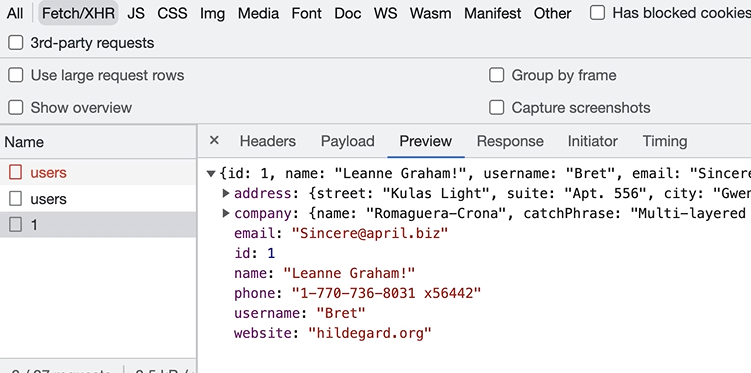 All Fetch/XHR JS CSS Img Media Font Doc WS Wasm Manifest Other Has blocked cookies
3rd-party requests
Use large request rows Group by frame
Show overview Capture screenshots
Name
users
users
1
× Headers Payload Preview Response Initiator Timing
{id: 1, name: "Leanne Graham!", username: "Bret", email: "Sincere
address: {street: "Kulas Light", suite: "Apt. 556", city: "Gwen
company: {name: "Romaguera-Crona", catchPhrase: "Multi-layered
email: "Sincere@april.biz"
id: 1
name: "Leanne Graham!"
phone: "1-770-736-8031 x56442"
username: "Bret"
website: "hildegard.org"